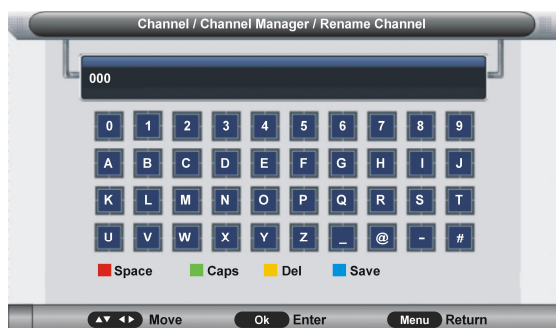 Channel / Channel Manager / Rename Channel
000
0 1 2 3 4 5 6 7 8 9
A B C D E F G H I J
K L M N O P Q R S T
U V W X Y Z _ @ - #
Space Caps Del Save
Move Ok Enter Menu Return